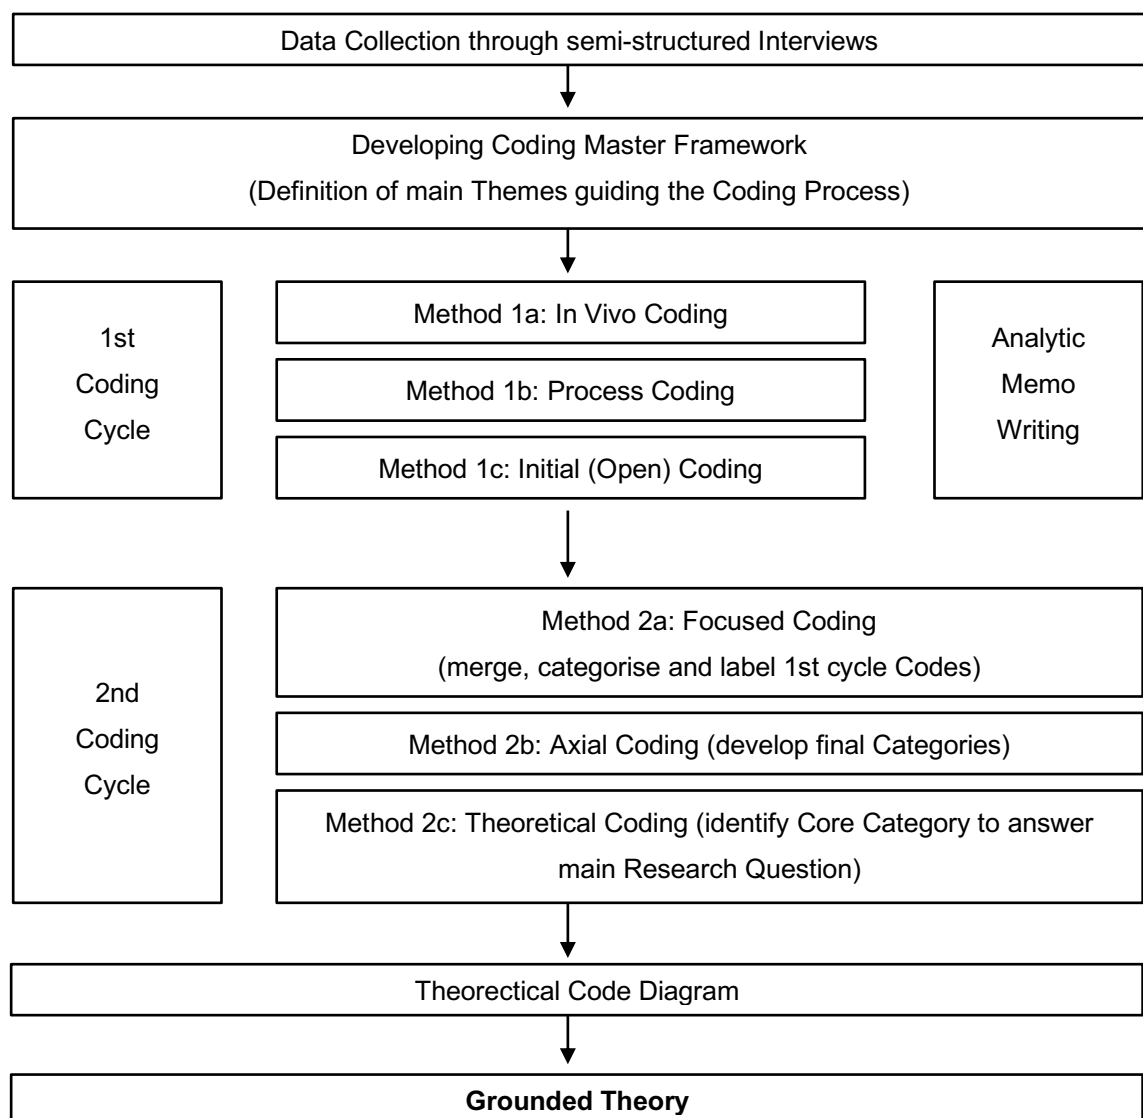 Data Collection through semi-structured Interviews
Developing Coding Master Framework
(Definition of main Themes guiding the Coding Process)
1st
Coding
Cycle
Method 1a: In Vivo Coding
Method 1b: Process Coding
Method 1c: Initial (Open) Coding
Analytic
Memo
Writing
2nd
Coding
Cycle
Method 2a: Focused Coding
(merge, categorise and label 1st cycle Codes)
Method 2b: Axial Coding (develop final Categories)
Method 2c: Theoretical Coding (identify Core Category to answer
main Research Question)
Theorectical Code Diagram
Grounded Theory